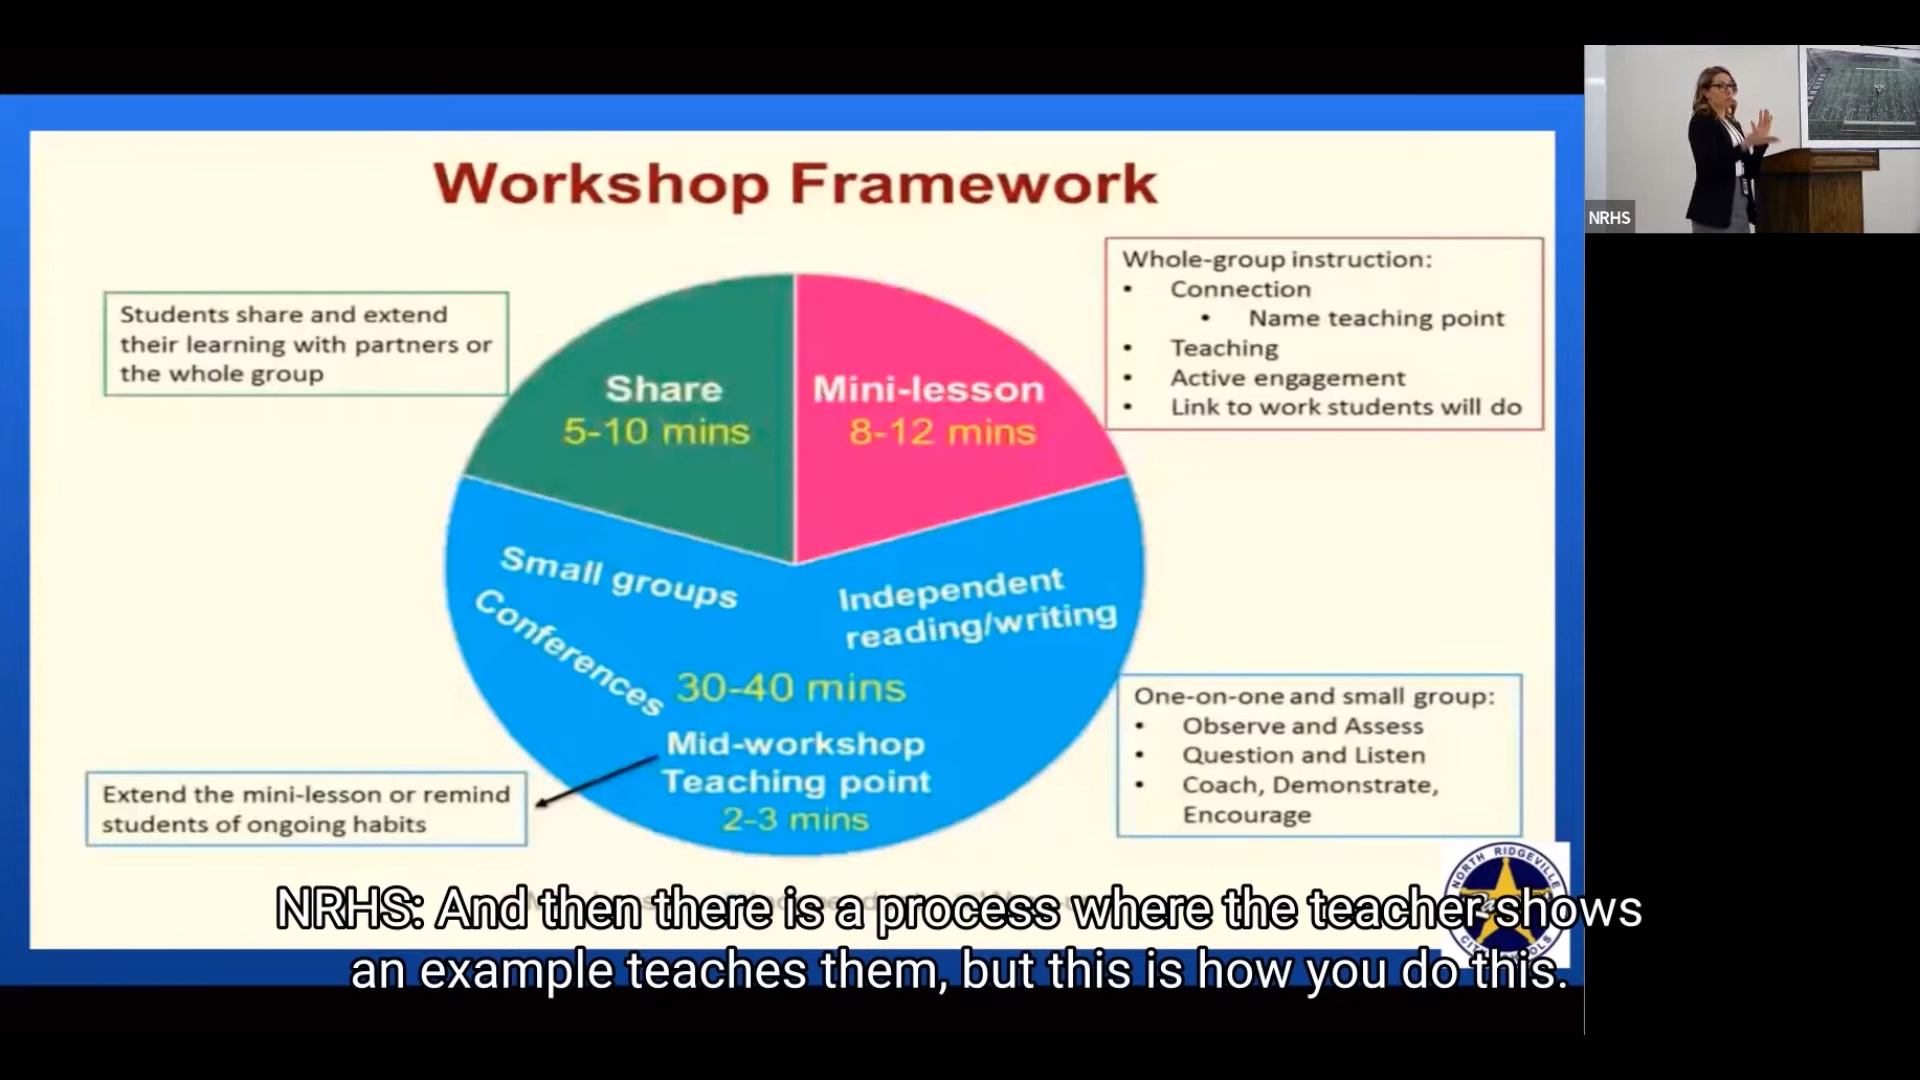 Workshop Framework
Students share and extend
their learning with partners or
the whole group
Share
5-10 mins
Mini-lesson
8-12 mins
Whole-group instruction:
• Connection
• Name teaching point
• Teaching
• Active engagement
• Link to work students will do
NRHS
Small groups
Conferences
Independent
reading/writing
30-40 mins
Mid-workshop
Teaching point
2-3 mins
One-on-one and small group:
• Observe and Assess
• Question and Listen
• Coach, Demonstrate,
Encourage
Extend the mini-lesson or remind
students of ongoing habits
NORTH RIDGEVILLE
NRHS: And then there is a process where the teacher shows
an example teaches them, but this is how you do this.